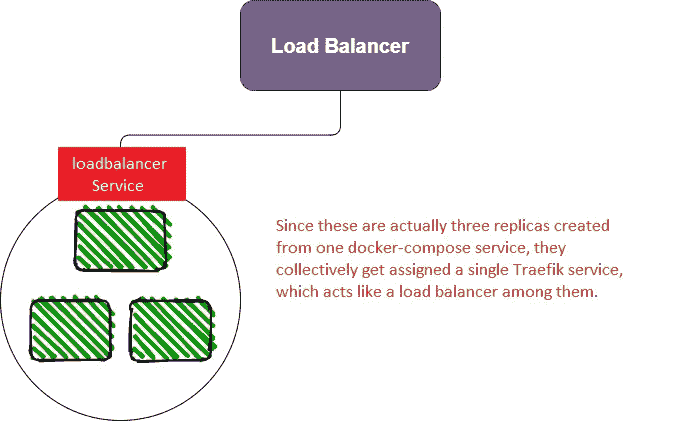 Load Balancer
loadbalancer
Service
Since these are actually three replicas created
from one docker-compose service, they
collectively get assigned a single Traefik service,
which acts like a load balancer among them.